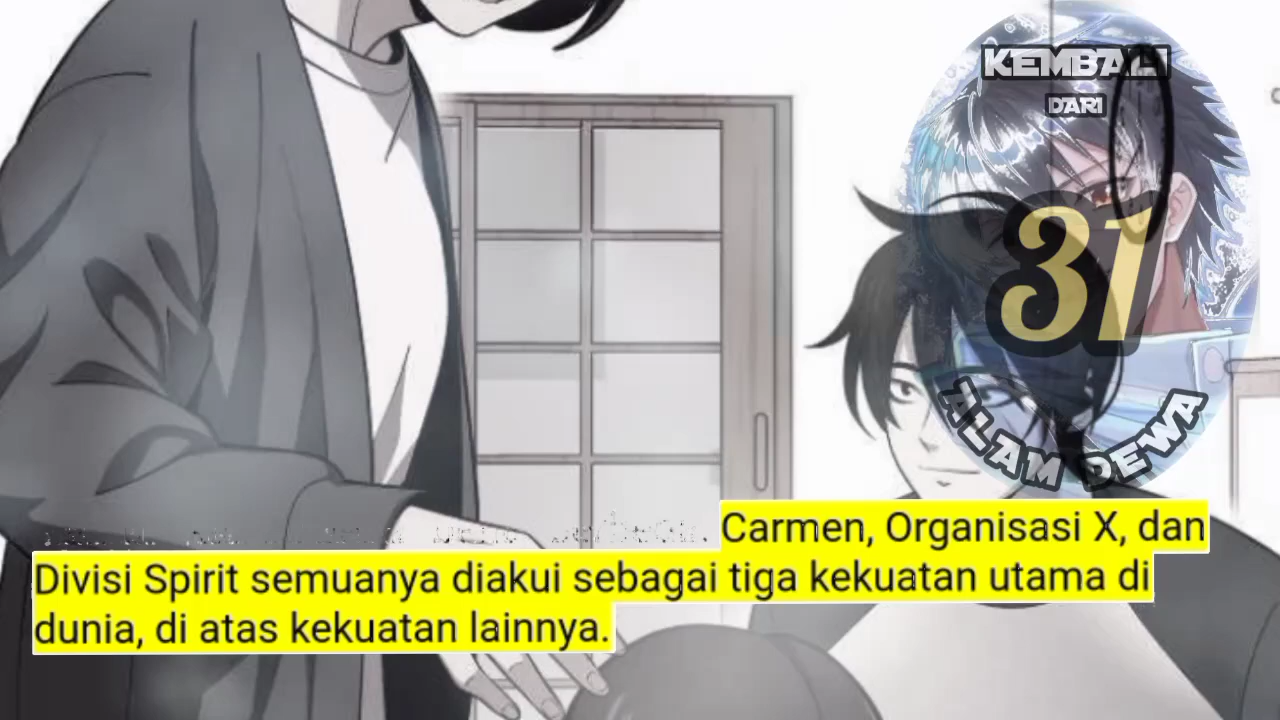 KEMBALI
DARI
31
ALAM DEWA
Carmen, Organisasi X, dan
Divisi Spirit semuanya diakui sebagai tiga kekuatan utama di
dunia, di atas kekuatan lainnya.